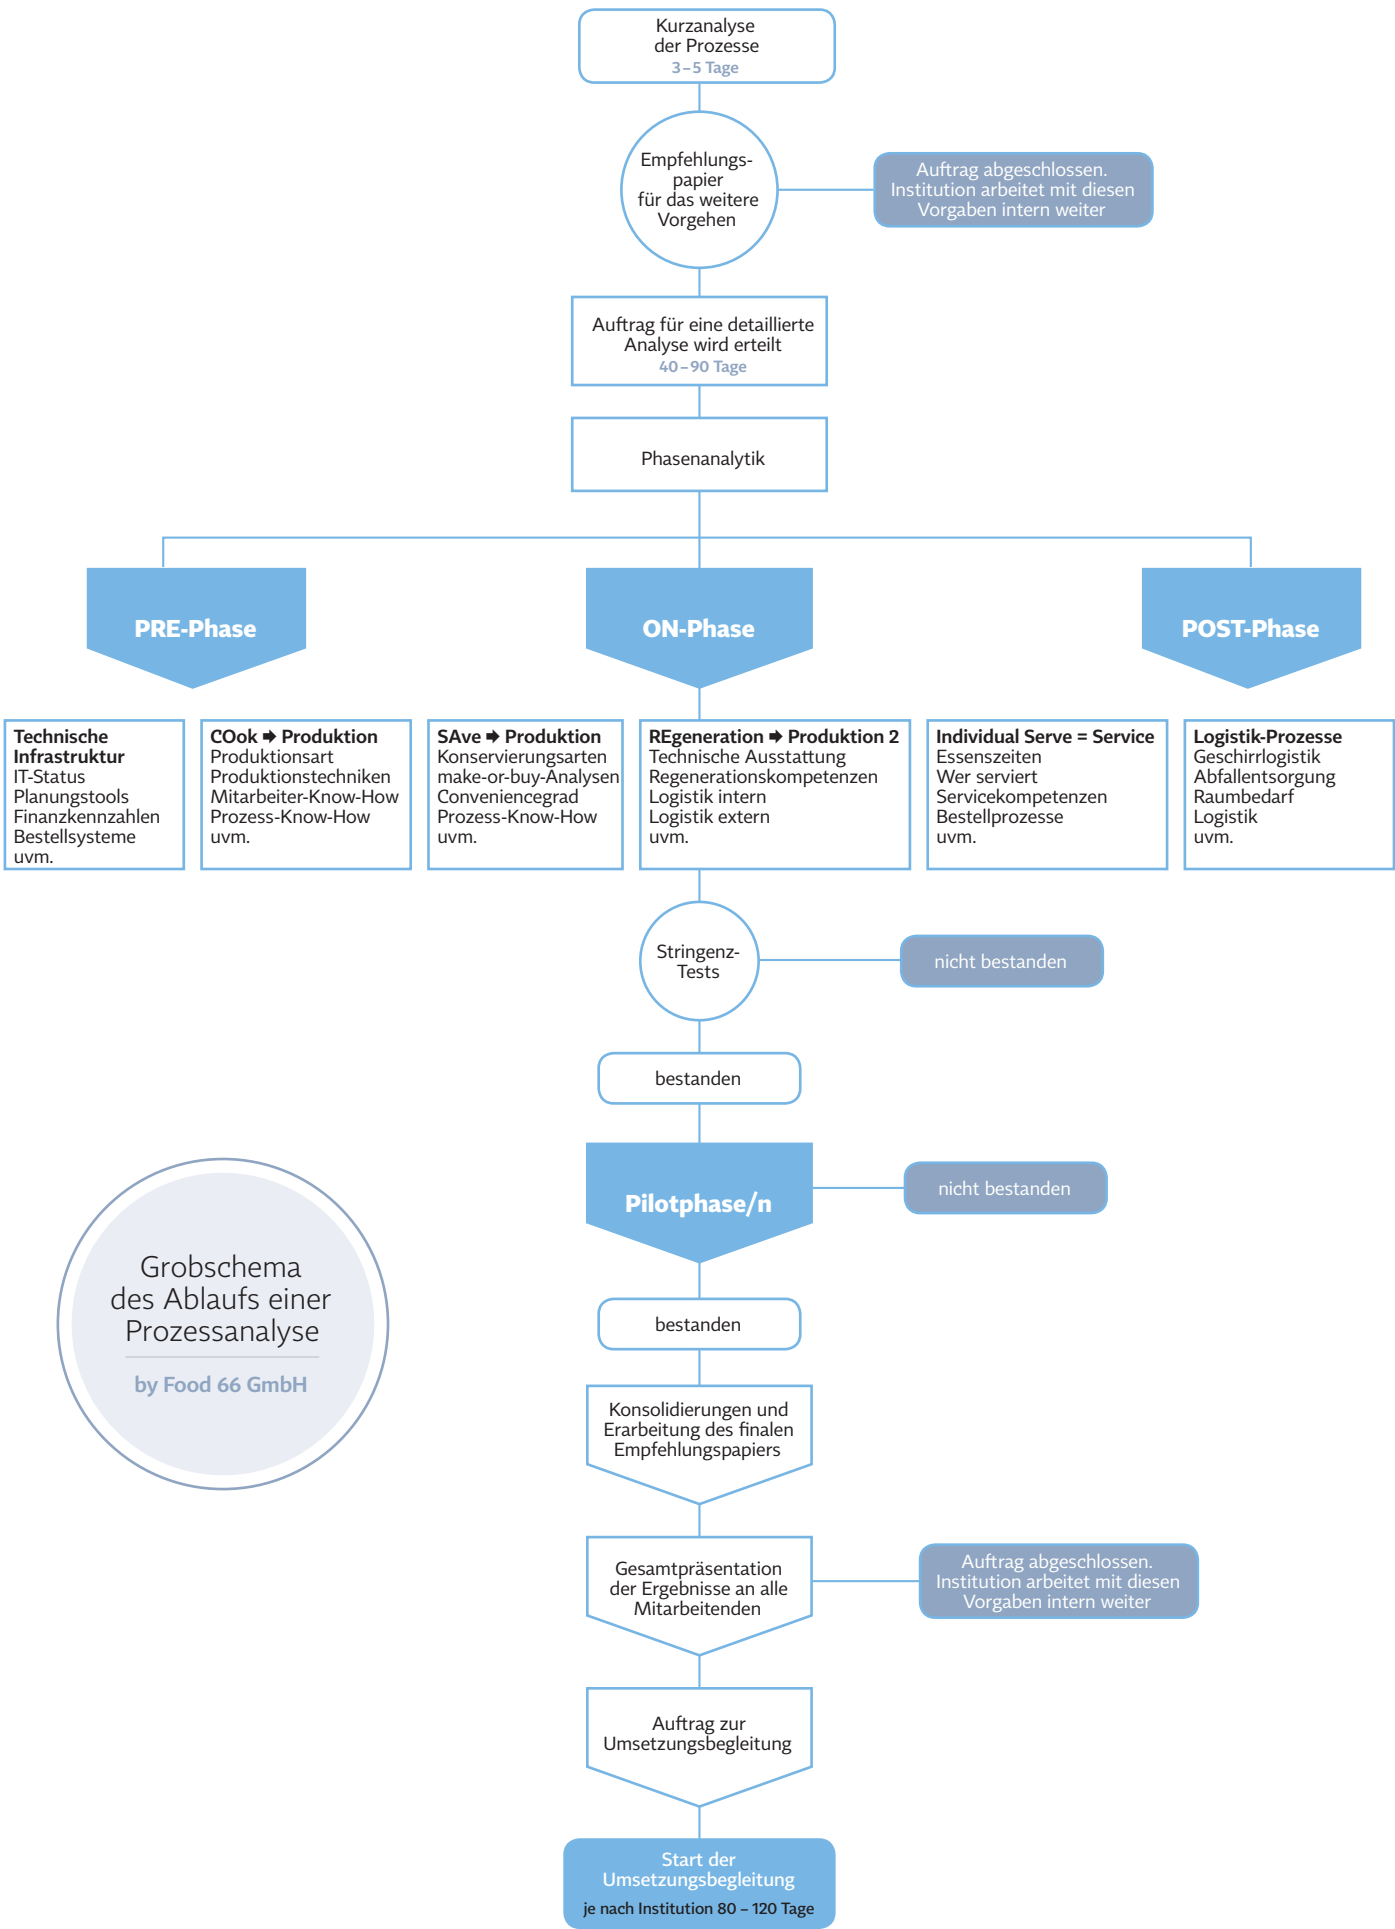 Kurzanalyse
der Prozesse
3–5 Tage
Empfehlungs-
papier
für das weitere
Vorgehen
Auftrag abgeschlossen.
Institution arbeitet mit diesen
Vorgaben intern weiter
Auftrag für eine detaillierte
Analyse wird erteilt
40–90 Tage
Phasenanalytik
PRE-Phase
ON-Phase
POST-Phase
Technische
Infrastruktur
IT-Status
Planungstools
Finanzkennzahlen
Bestellsysteme
uvm.
COok ➡ Produktion
Produktionsart
Produktionstechniken
Mitarbeiter-Know-How
Prozess-Know-How
uvm.
SAve ➡ Produktion
Konservierungsarten
make-or-buy-Analysen
Conveniencegrad
Prozess-Know-How
uvm.
REgeneration ➡ Produktion 2
Technische Ausstattung
Regenerationskompetenzen
Logistik intern
Logistik extern
uvm.
Individual Serve = Service
Essenszeiten
Wer serviert
Servicekompetenzen
Bestellprozesse
uvm.
Logistik-Prozesse
Geschirrlogistik
Abfallentsorgung
Raumbedarf
Logistik
uvm.
Stringenz-
Tests
nicht bestanden
bestanden
Pilotphase/n
nicht bestanden
bestanden
Grobschema
des Ablaufs einer
Prozessanalyse
by Food 66 GmbH
Konsolidierungen und
Erarbeitung des finalen
Empfehlungspapiers
Gesamtpräsentation
der Ergebnisse an alle
Mitarbeitenden
Auftrag abgeschlossen.
Institution arbeitet mit diesen
Vorgaben intern weiter
Auftrag zur
Umsetzungsbegleitung
Start der
Umsetzungsbegleitung
je nach Institution 80 – 120 Tage